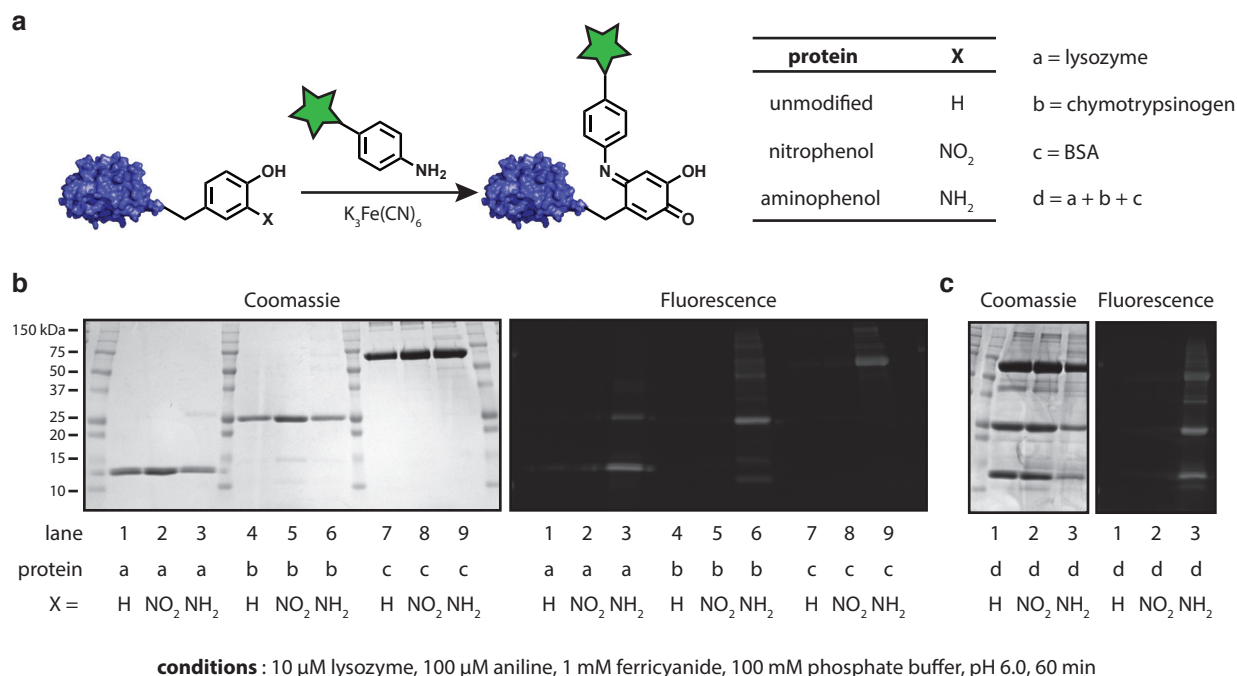 a
OH
X
NH2
K3Fe(CN)6
N
OH
O
protein X
unmodified H
nitrophenol NO2
aminophenol NH2
a = lysozyme
b = chymotrypsinogen
c = BSA
d = a + b + c
b
Coomassie Fluorescence
150 kDa
75
50
37
25
20
15
10
lane 1 2 3 4 5 6 7 8 9 1 2 3 4 5 6 7 8 9
protein a a a b b b c c c a a a b b b c c c
X = H NO2 NH2 H NO2 NH2 H NO2 NH2 H NO2 NH2 H NO2 NH2 H NO2 NH2
c
Coomassie Fluorescence
1 2 3 1 2 3
d d d d d d
H NO2 NH2 H NO2 NH2
conditions : 10 μM lysozyme, 100 μM aniline, 1 mM ferricyanide, 100 mM phosphate buffer, pH 6.0, 60 min